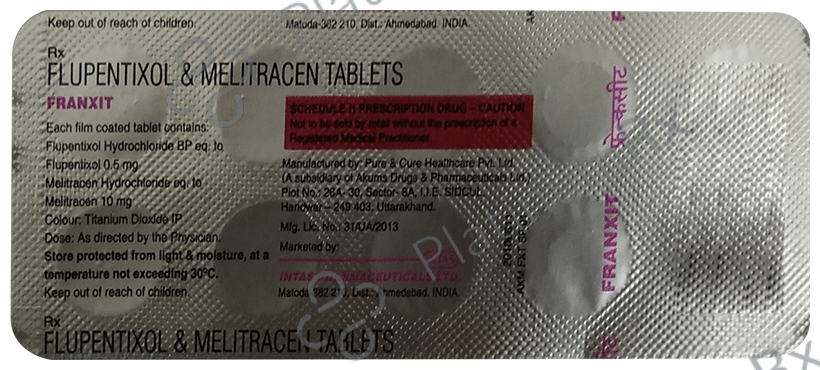 Keep out of reach of children.
Matoda-382 210, Dist.: Ahmedabad. INDIA.
Rx
FLUPENTIXOL & MELITRACEN TABLETS
FRANXIT
Each film coated tablet contains:
Flupentixol Hydrochloride BP eq. to
Flupentixol 0.5 mg
Melitracen Hydrochloride eq. to
Melitracen 10 mg
Colour: Titanium Dioxide IP
Dose: As directed by the Physician.
Store protected from light & moisture, at a
temperature not exceeding 30°C.
Keep out of reach of children.
SCHEDULE H PRESCRIPTION DRUG – CAUTION
Not to be sold by retail without the prescription of a
Registered Medical Practitioner.
Manufactured by: Pure & Cure Healthcare Pvt. Ltd.
(A subsidiary of Akums Drugs & Pharmaceuticals Ltd.)
Plot No.: 26A- 30, Sector- 8A, I.I.E. SIDCUL
Haridwar – 249 403, Uttarakhand.
Mfg. Lic. No.: 31/UA/2013
Marketed by:
INTAS PHARMACEUTICALS LTD.
Matoda-382 210, Dist.: Ahmedabad. INDIA.
Rx
FLUPENTIXOL & MELITRACEN TABLETS
FRANXIT